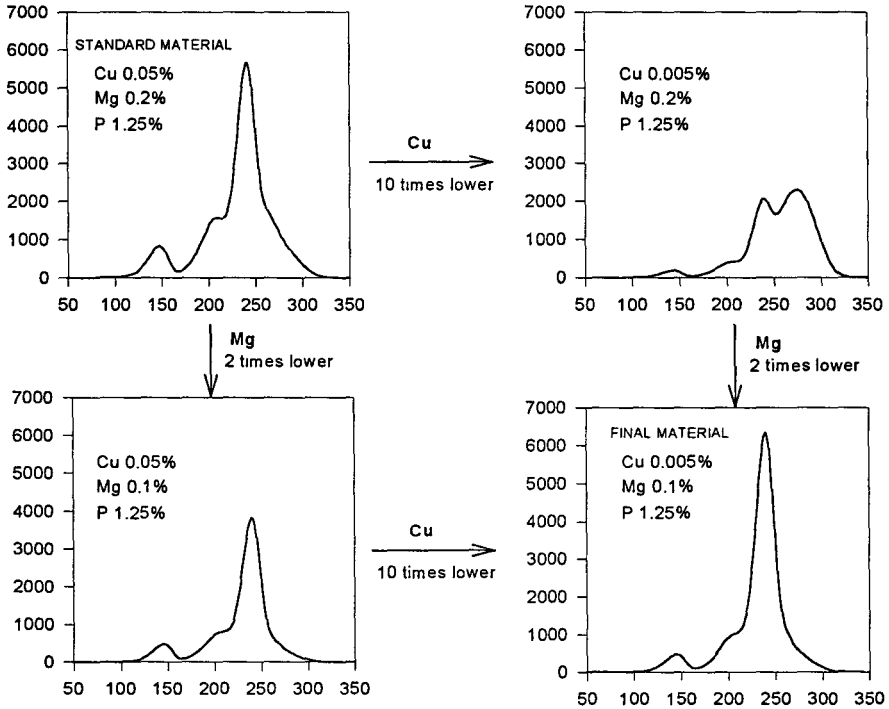 7000
6000
5000
4000
3000
2000
1000
0
STANDARD MATERIAL
Cu 0.05%
Mg 0.2%
P 1.25%
50 100 150 200 250 300 350
Cu
10 times lower
7000
6000
5000
4000
3000
2000
1000
0
Cu 0.005%
Mg 0.2%
P 1.25%
50 100 150 200 250 300 350
Mg
2 times lower
Mg
2 times lower
7000
6000
5000
4000
3000
2000
1000
0
Cu 0.05%
Mg 0.1%
P 1.25%
50 100 150 200 250 300 350
Cu
10 times lower
7000
6000
5000
4000
3000
2000
1000
0
FINAL MATERIAL
Cu 0.005%
Mg 0.1%
P 1.25%
50 100 150 200 250 300 350